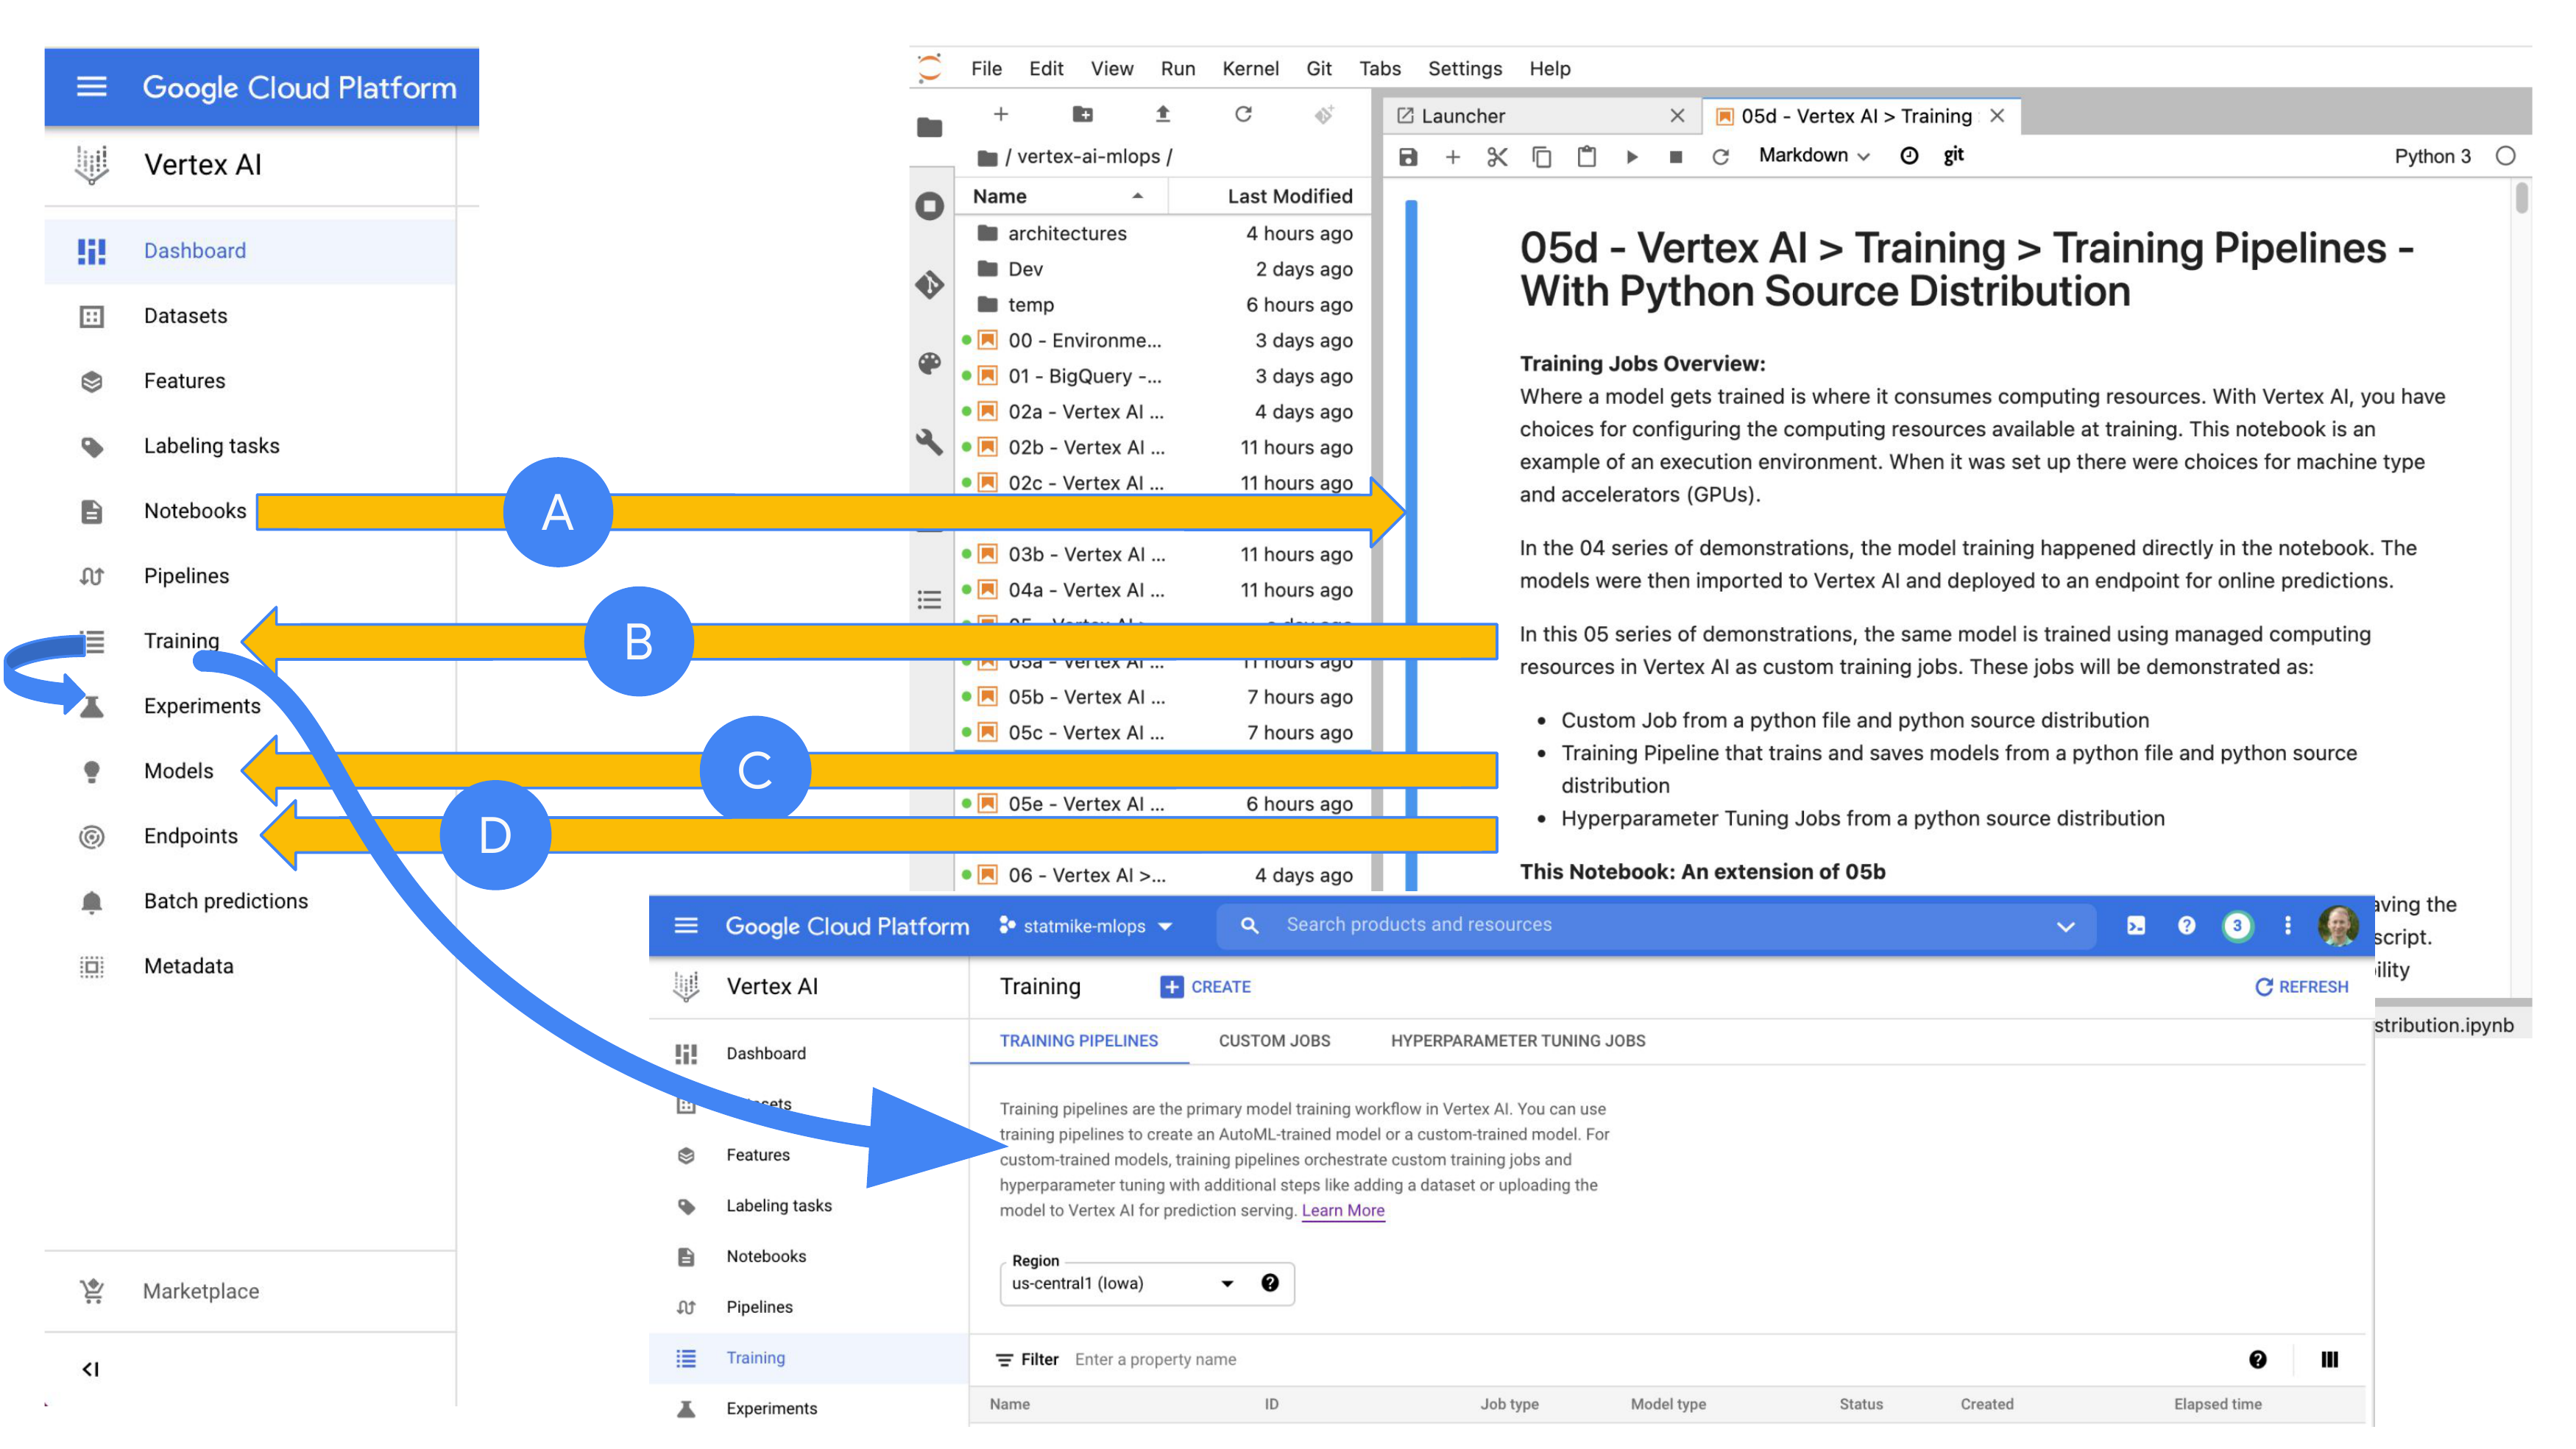 Google Cloud Platform
Vertex AI
Dashboard
Datasets
Features
Labeling tasks
Notebooks
Pipelines
Training
Experiments
Models
Endpoints
Batch predictions
Metadata
Marketplace
A
B
C
D
File Edit View Run Kernel Git Tabs Settings Help
/ vertex-ai-mlops /
Name Last Modified
architectures 4 hours ago
Dev 2 days ago
temp 6 hours ago
00 - Environme... 3 days ago
01 - BigQuery -... 3 days ago
02a - Vertex AI ... 4 days ago
02b - Vertex AI ... 11 hours ago
02c - Vertex AI ... 11 hours ago
03b - Vertex AI ... 11 hours ago
04a - Vertex AI ... 11 hours ago
05a - Vertex AI ... 11 hours ago
05b - Vertex AI ... 7 hours ago
05c - Vertex AI ... 7 hours ago
05e - Vertex AI ... 6 hours ago
06 - Vertex AI >... 4 days ago
Launcher
05d - Vertex AI > Training
Markdown
git
Python 3
05d - Vertex AI > Training > Training Pipelines -
With Python Source Distribution
Training Jobs Overview:
Where a model gets trained is where it consumes computing resources. With Vertex AI, you have
choices for configuring the computing resources available at training. This notebook is an
example of an execution environment. When it was set up there were choices for machine type
and accelerators (GPUs).
In the 04 series of demonstrations, the model training happened directly in the notebook. The
models were then imported to Vertex AI and deployed to an endpoint for online predictions.
In this 05 series of demonstrations, the same model is trained using managed computing
resources in Vertex AI as custom training jobs. These jobs will be demonstrated as:
• Custom Job from a python file and python source distribution
• Training Pipeline that trains and saves models from a python file and python source
distribution
• Hyperparameter Tuning Jobs from a python source distribution
This Notebook: An extension of 05b
script.
stribution.ipynb
Google Cloud Platform
statmike-mlops
Search products and resources
3
Vertex AI
Training
CREATE
REFRESH
Dashboard
Features
Labeling tasks
Notebooks
Pipelines
Training
Experiments
TRAINING PIPELINES CUSTOM JOBS HYPERPARAMETER TUNING JOBS
Training pipelines are the primary model training workflow in Vertex AI. You can use
training pipelines to create an AutoML-trained model or a custom-trained model. For
custom-trained models, training pipelines orchestrate custom training jobs and
hyperparameter tuning with additional steps like adding a dataset or uploading the
model to Vertex AI for prediction serving. Learn More
Region
us-central1 (Iowa)
Filter Enter a property name
Name ID Job type Model type Status Created Elapsed time